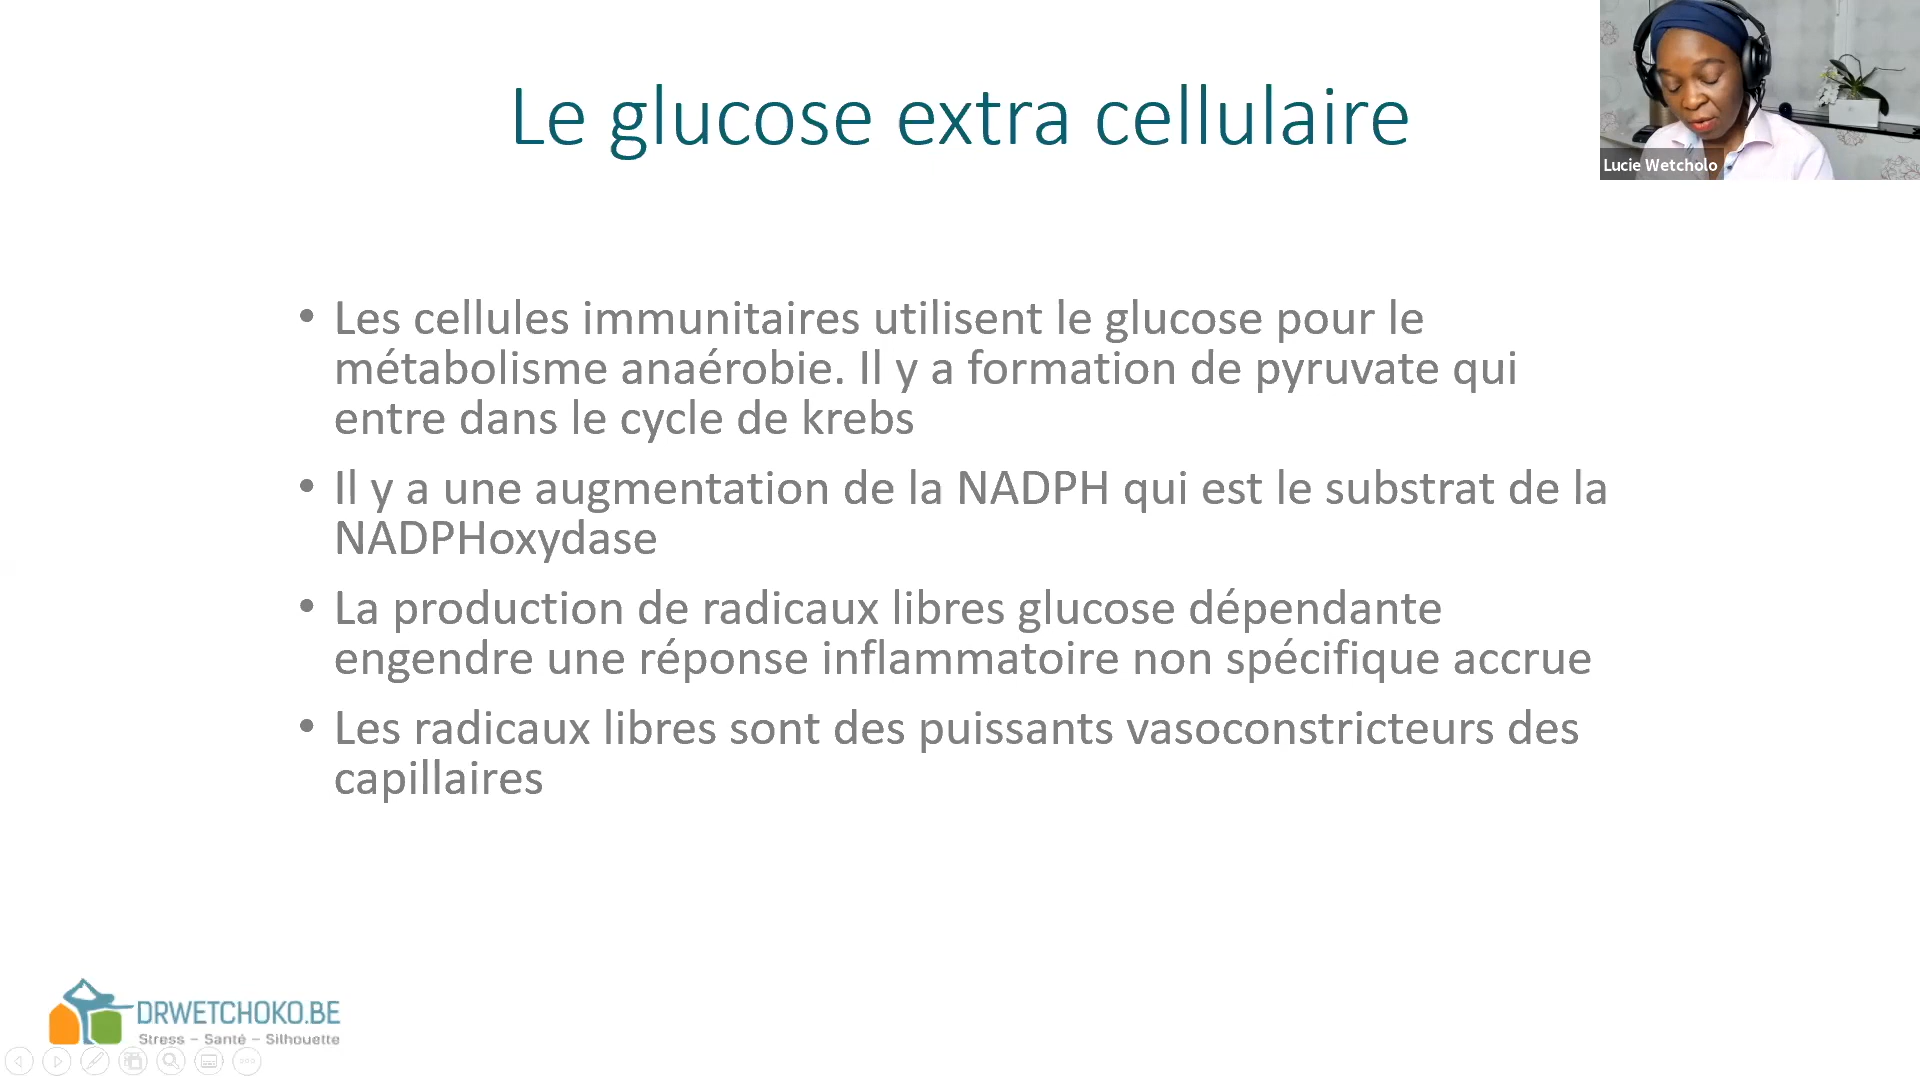 Le glucose extra cellulaire
Lucie Wetcholo
• Les cellules immunitaires utilisent le glucose pour le
métabolisme anaérobie. Il y a formation de pyruvate qui
entre dans le cycle de krebs
• Il y a une augmentation de la NADPH qui est le substrat de la
NADPHoxydase
• La production de radicaux libres glucose dépendante
engendre une réponse inflammatoire non spécifique accrue
• Les radicaux libres sont des puissants vasoconstricteurs des
capillaires
DRWETCHOKO.BE
Stress – Santé – Silhouette